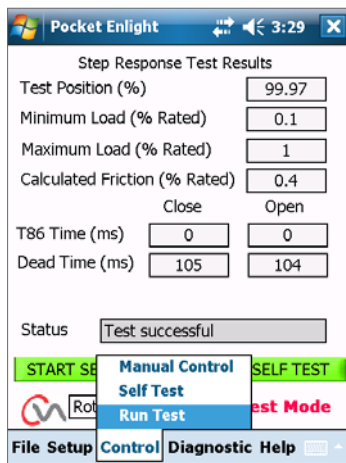 Pocket Enlight 3:29
Step Response Test Results
Test Position (%) 99.97
Minimum Load (% Rated) 0.1
Maximum Load (% Rated) 1
Calculated Friction (% Rated) 0.4
Close Open
T86 Time (ms) 0 0
Dead Time (ms) 105 104
Status Test successful
START SE SELF TEST
Manual Control
Self Test
Run Test
Rot est Mode
File Setup Control Diagnostic Help